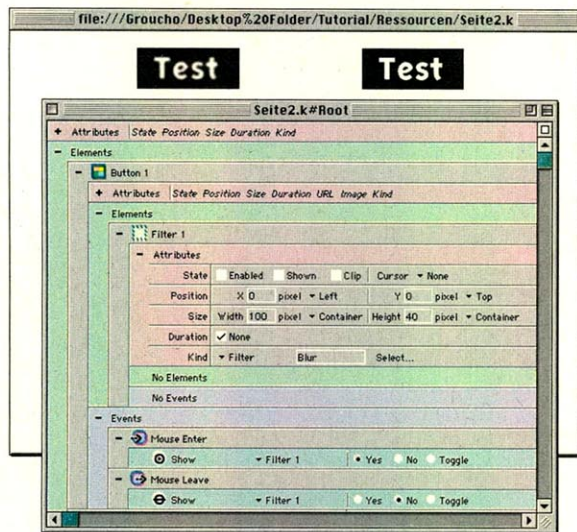 file:///Groucho/Desktop%20Folder/Tutorial/Ressourcen/Seite2.k
Test Test
Seite2.k#Root
+ Attributes State Position Size Duration Kind
- Elements
- Button 1
+ Attributes State Position Size Duration URL Image Kind
- Elements
- Filter 1
- Attributes
State Enabled Shown Clip Cursor None
Position X 0 pixel Left Y 0 pixel Top
Size Width 100 pixel Container Height 40 pixel Container
Duration None
Kind Filter Blur Select...
No Elements
No Events
- Events
- Mouse Enter
Show Filter 1 Yes No Toggle
- Mouse Leave
Show Filter 1 Yes No Toggle